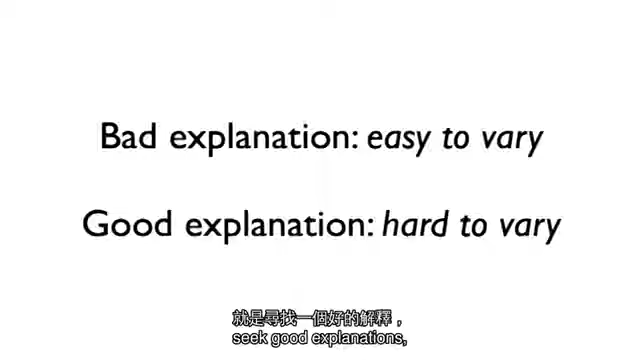 Bad explanation: easy to vary
Good explanation: hard to vary
就是尋找一個好的解釋，
seek good explanations,